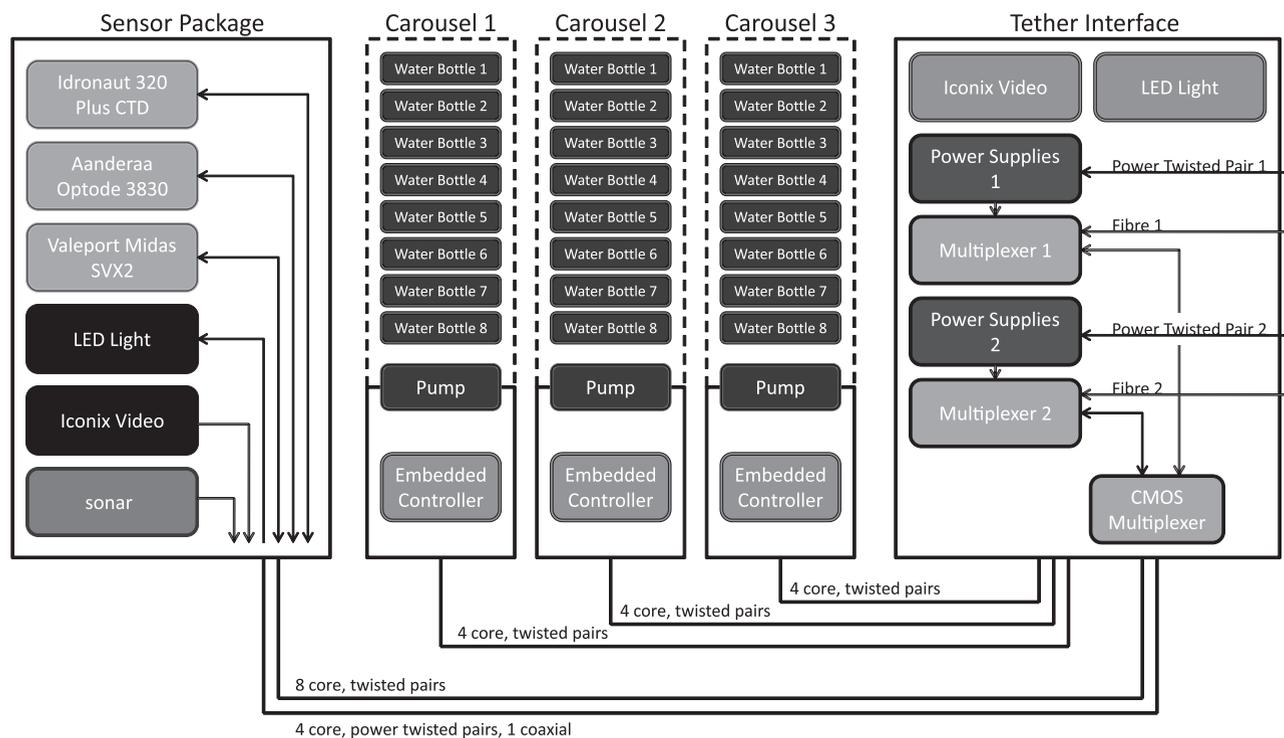 Sensor Package
Idronaut 320
Plus CTD
Aanderaa
Optode 3830
Valeport Midas
SVX2
LED Light
Iconix Video
sonar
Carousel 1
Water Bottle 1
Water Bottle 2
Water Bottle 3
Water Bottle 4
Water Bottle 5
Water Bottle 6
Water Bottle 7
Water Bottle 8
Pump
Embedded
Controller
Carousel 2
Water Bottle 1
Water Bottle 2
Water Bottle 3
Water Bottle 4
Water Bottle 5
Water Bottle 6
Water Bottle 7
Water Bottle 8
Pump
Embedded
Controller
Carousel 3
Water Bottle 1
Water Bottle 2
Water Bottle 3
Water Bottle 4
Water Bottle 5
Water Bottle 6
Water Bottle 7
Water Bottle 8
Pump
Embedded
Controller
Tether Interface
Iconix Video
LED Light
Power Supplies
1
Power Twisted Pair 1
Fibre 1
Multiplexer 1
Power Supplies
2
Power Twisted Pair 2
Fibre 2
Multiplexer 2
CMOS
Multiplexer
4 core, twisted pairs
4 core, twisted pairs
4 core, twisted pairs
8 core, twisted pairs
4 core, power twisted pairs, 1 coaxial